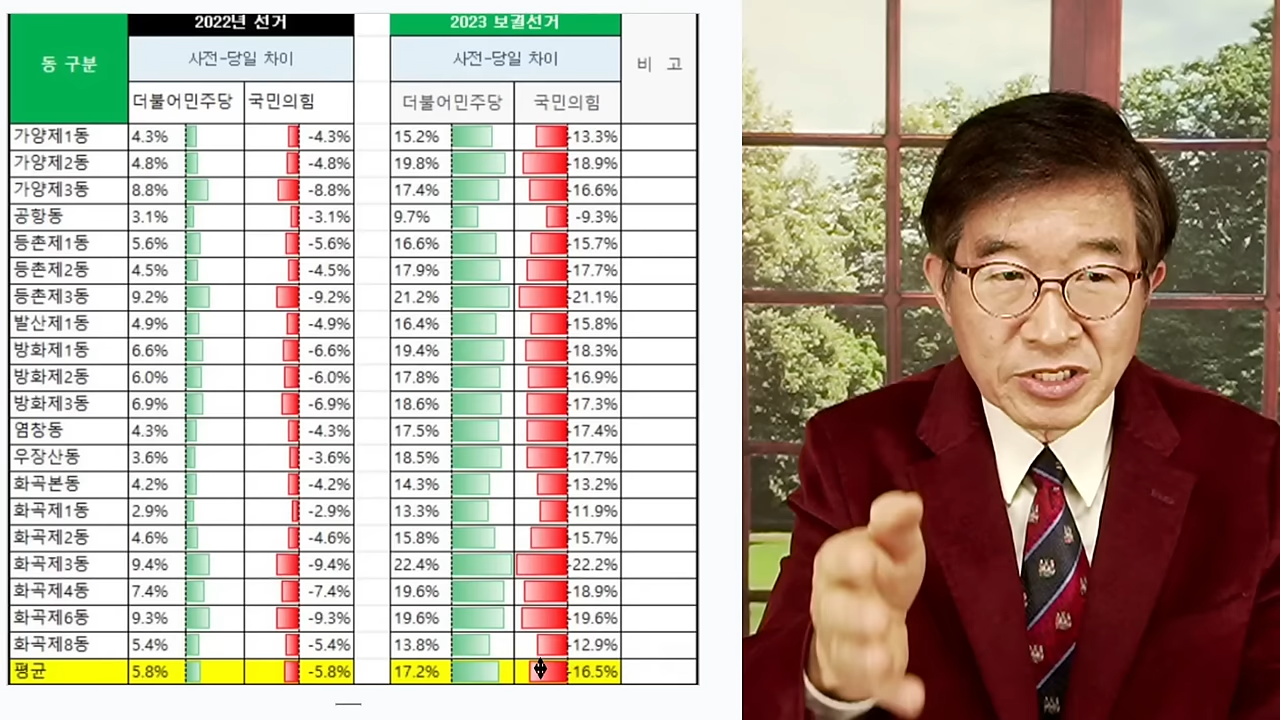 2022년 선거 2023 보궐선거
동 구분 사전-당일 차이 사전-당일 차이 비 고
더불어민주당 국민의힘 더불어민주당 국민의힘
가양제1동 4.3% -4.3% 15.2% -13.3%
가양제2동 4.8% -4.8% 19.8% -18.9%
가양제3동 8.8% -8.8% 17.4% -16.6%
공항동 3.1% -3.1% 9.7% -9.3%
등촌제1동 5.6% -5.6% 16.6% -15.7%
등촌제2동 4.5% -4.5% 17.9% -17.7%
등촌제3동 9.2% -9.2% 21.2% -21.1%
발산제1동 4.9% -4.9% 16.4% -15.8%
방화제1동 6.6% -6.6% 19.4% -18.3%
방화제2동 6.0% -6.0% 17.8% -16.9%
방화제3동 6.9% -6.9% 18.6% -17.3%
염창동 4.3% -4.3% 17.5% -17.4%
우장산동 3.6% -3.6% 18.5% -17.7%
화곡본동 4.2% -4.2% 14.3% -13.2%
화곡제1동 2.9% -2.9% 13.3% -11.9%
화곡제2동 4.6% -4.6% 15.8% -15.7%
화곡제3동 9.4% -9.4% 22.4% -22.2%
화곡제4동 7.4% -7.4% 19.6% -18.9%
화곡제6동 9.3% -9.3% 19.6% -19.6%
화곡제8동 5.4% -5.4% 13.8% -12.9%
평균 5.8% -5.8% 17.2% -16.5%